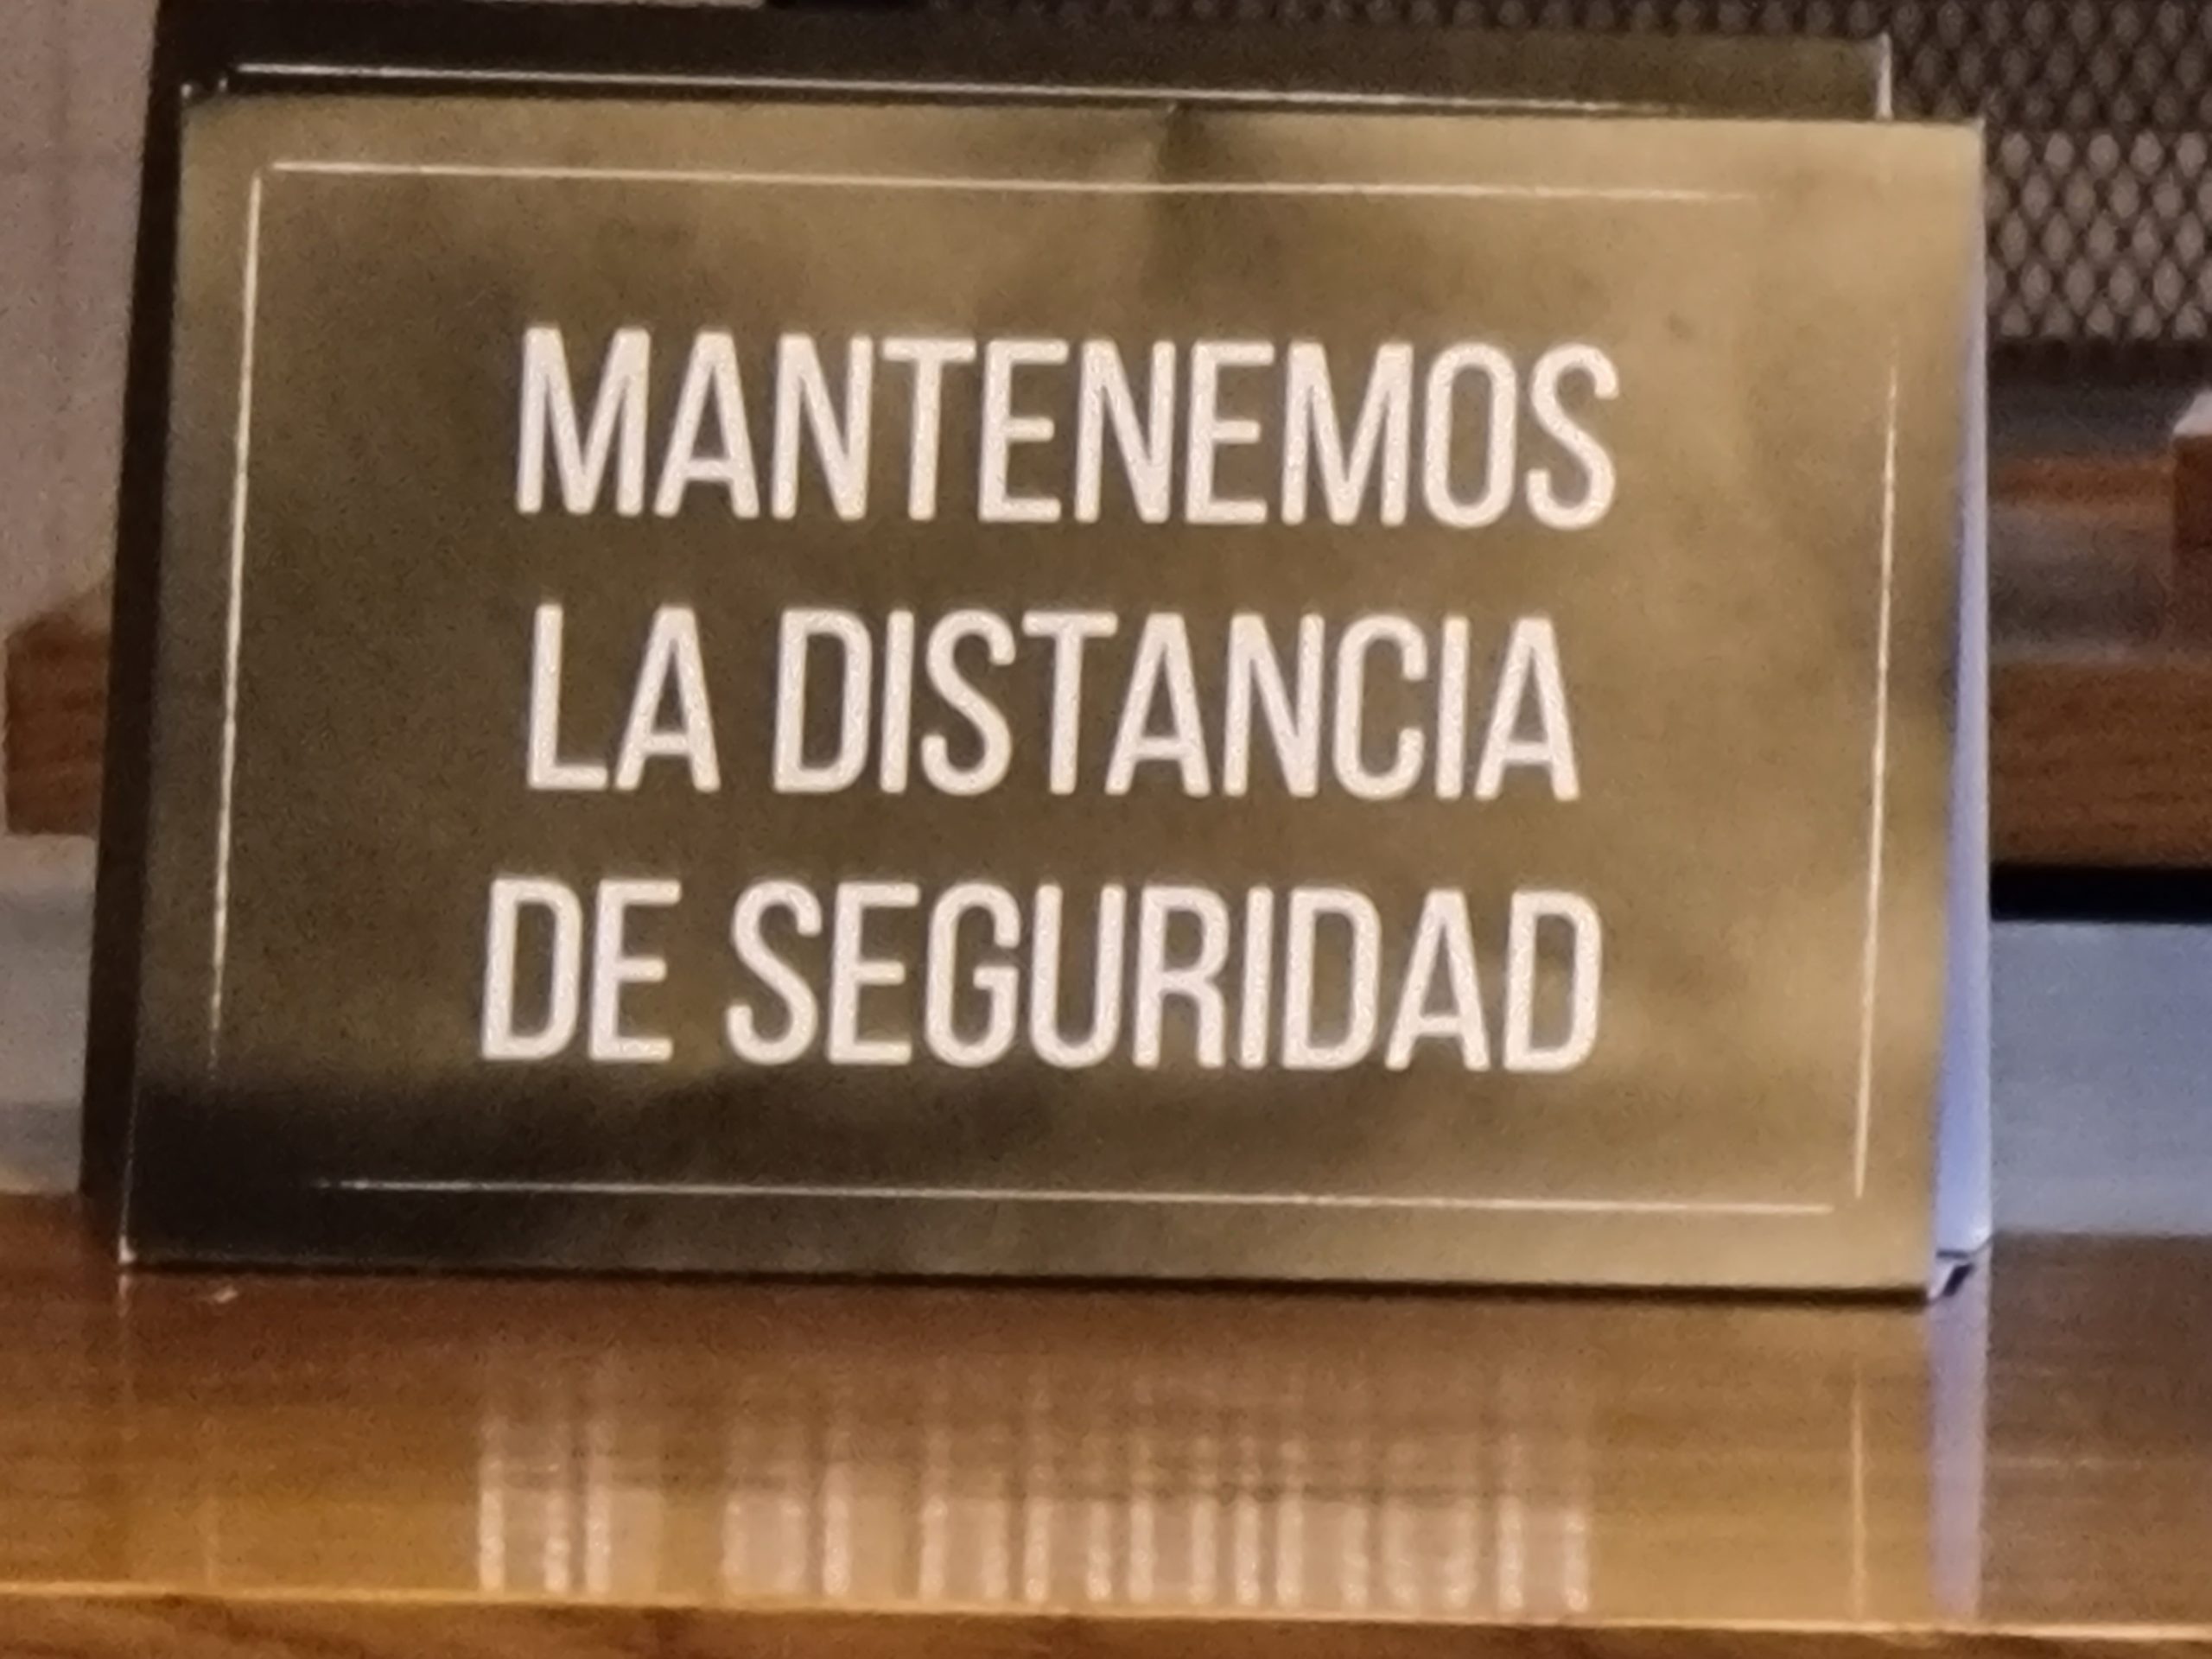 MANTENEMOS
LA DISTANCIA
DE SEGURIDAD